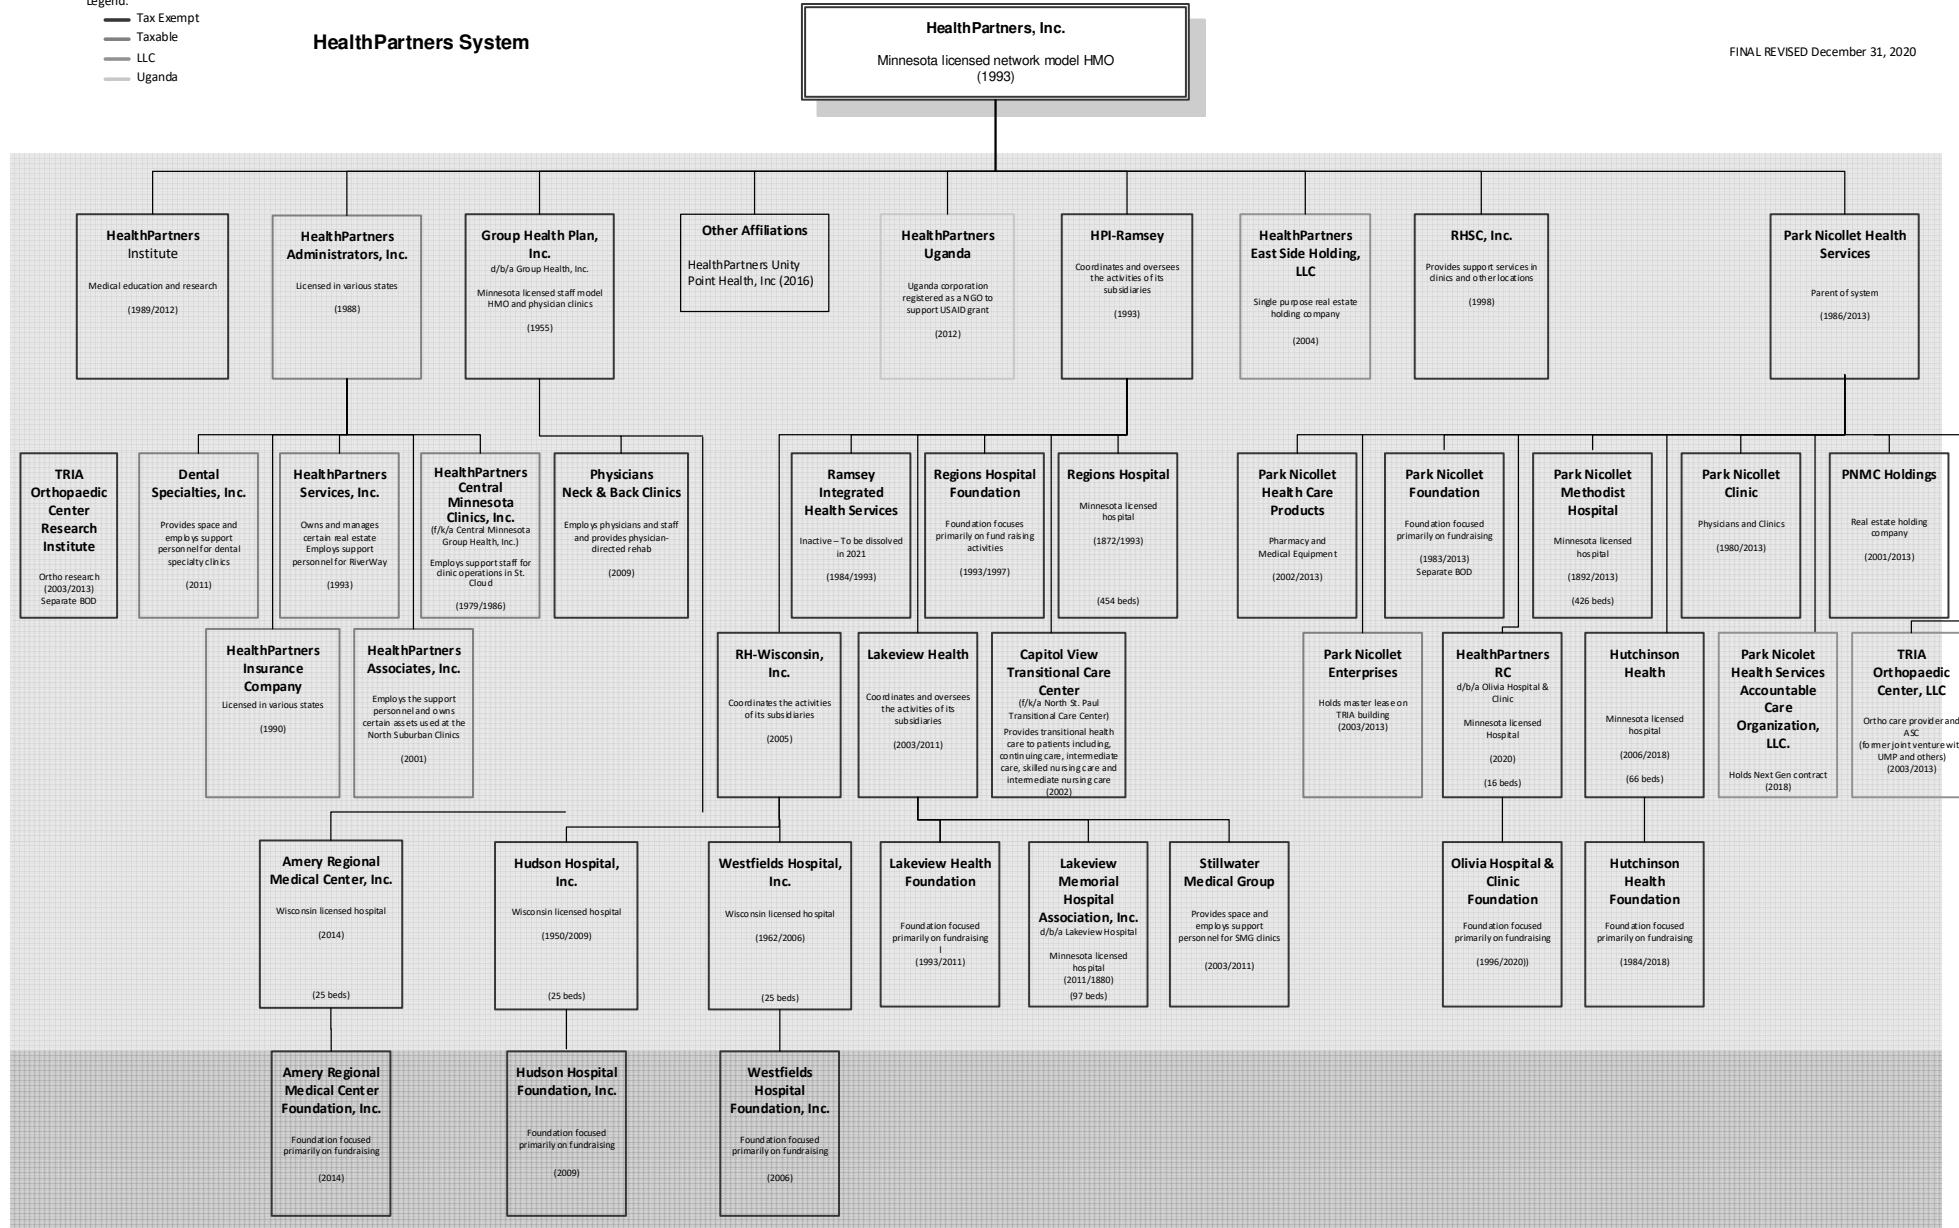 Legend:
Tax Exempt
Taxable
LLC
Uganda
HealthPartners System
HealthPartners, Inc.
Minnesota licensed network model HMO
(1993)
FINAL REVISED December 31, 2020
HealthPartners
Institute
Medical education and research
(1989/2012)
HealthPartners
Administrators, Inc.
Licensed in various states
(1988)
Group Health Plan,
Inc.
d/b/a Group Health, Inc.
Minnesota licensed staff model
HMO and physician clinics
(1955)
Other Affiliations
HealthPartners Unity
Point Health, Inc (2016)
HealthPartners
Uganda
Uganda corporation
registered as a NGO to
support USAID grant
(2012)
HPI-Ramsey
Coordinates and oversees
the activities of its
subsidiaries
(1993)
HealthPartners
East Side Holding,
LLC
Single purpose real estate
holding company
(2004)
RHSC, Inc.
Provides support services in
clinics and other locations
(1998)
Park Nicollet Health
Services
Parent of system
(1986/2013)
TRIA
Orthopaedic
Center
Research
Institute
Ortho research
(2003/2013)
Separate BOD
Dental
Specialties, Inc.
Provides space and
employs support
personnel for dental
specialty clinics
(2011)
HealthPartners
Services, Inc.
Owns and manages
certain real estate
Employs support
personnel for RiverWay
(1993)
HealthPartners
Central
Minnesota
Clinics, Inc.
(f/k/a Central Minnesota
Group Health, Inc.)
Employs support staff for
clinic operations in St.
Cloud
(1979/1986)
Physicians
Neck & Back Clinics
Employs physicians and staff
and provides physician-
directed rehab
(2009)
Ramsey
Integrated
Health Services
Inactive – To be dissolved
in 2021
(1984/1993)
Regions Hospital
Foundation
Foundation focuses
primarily on fund raising
activities
(1993/1997)
Regions Hospital
Minnesota licensed
hospital
(1872/1993)
(454 beds)
Park Nicollet
Health Care
Products
Pharmacy and
Medical Equipment
(2002/2013)
Park Nicollet
Foundation
Foundation focused
primarily on fundraising
(1983/2013)
Separate BOD
Park Nicollet
Methodist
Hospital
Minnesota licensed
hospital
(1892/2013)
(426 beds)
Park Nicollet
Clinic
Physicians and Clinics
(1980/2013)
PNMC Holdings
Real estate holding
company
(2001/2013)
HealthPartners
Insurance
Company
Licensed in various states
(1990)
HealthPartners
Associates, Inc.
Employs the support
personnel and owns
certain assets used at the
North Suburban Clinics
(2001)
RH-Wisconsin,
Inc.
Coordinates the activities
of its subsidiaries
(2005)
Lakeview Health
Coordinates and oversees
the activities of its
subsidiaries
(2003/2011)
Capitol View
Transitional Care
Center
(f/k/a North St. Paul
Transitional Care Center)
Provides transitional health
care to patients including,
continuing care, intermediate
care, skilled nursing care and
intermediate nursing care
(2002)
Park Nicollet
Enterprises
Holds master lease on
TRIA building
(2003/2013)
HealthPartners
RC
d/b/a Olivia Hospital &
Clinic
Minnesota licensed
Hospital
(2020)
(16 beds)
Hutchinson
Health
Minnesota licensed
hospital
(2006/2018)
(66 beds)
Park Nicolet
Health Services
Accountable
Care
Organization,
LLC.
Holds Next Gen contract
(2018)
TRIA
Orthopaedic
Center, LLC
Ortho care provider and
ASC
(former joint venture wit
UMP and others)
(2003/2013)
Amery Regional
Medical Center, Inc.
Wisconsin licensed hospital
(2014)
(25 beds)
Hudson Hospital,
Inc.
Wisconsin licensed hospital
(1950/2009)
(25 beds)
Westfields Hospital,
Inc.
Wisconsin licensed hospital
(1962/2006)
(25 beds)
Lakeview Health
Foundation
Foundation focused
primarily on fundraising
l
(1993/2011)
Lakeview
Memorial
Hospital
Association, Inc.
d/b/a Lakeview Hospital
Minnesota licensed
hospital
(2011/1880)
(97 beds)
Stillwater
Medical Group
Provides space and
employs support
personnel for SMG clinics
(2003/2011)
Olivia Hospital &
Clinic
Foundation
Foundation focused
primarily on fundraising
(1996/2020))
Hutchinson
Health
Foundation
Foundation focused
primarily on fundraising
(1984/2018)
Amery Regional
Medical Center
Foundation, Inc.
Foundation focused
primarily on fundraising
(2014)
Hudson Hospital
Foundation, Inc.
Foundation focused
primarily on fundraising
(2009)
Westfields
Hospital
Foundation, Inc.
Foundation focused
primarily on fundraising
(2006)